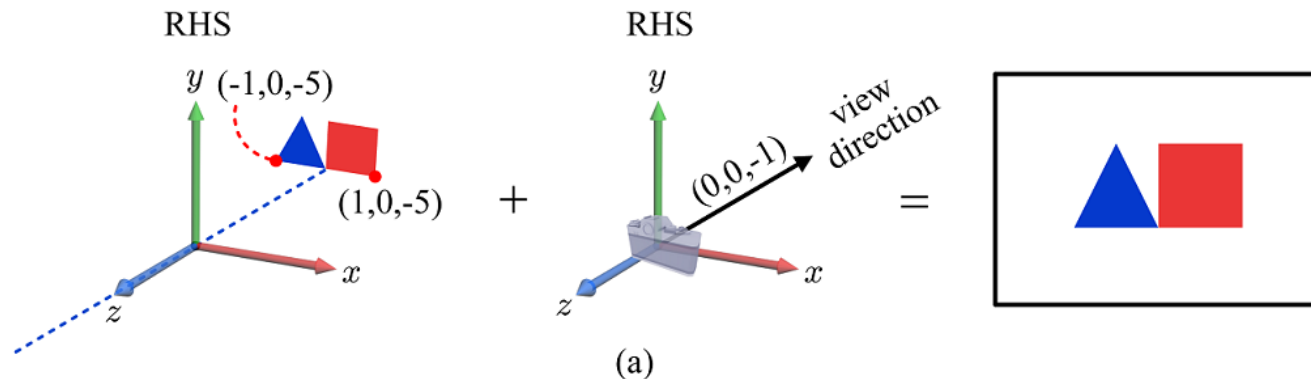 RHS
y
(-1,0,-5)
(1,0,-5)
x
z
+
RHS
y
view
direction
(0,0,-1)
x
z
=
(a)